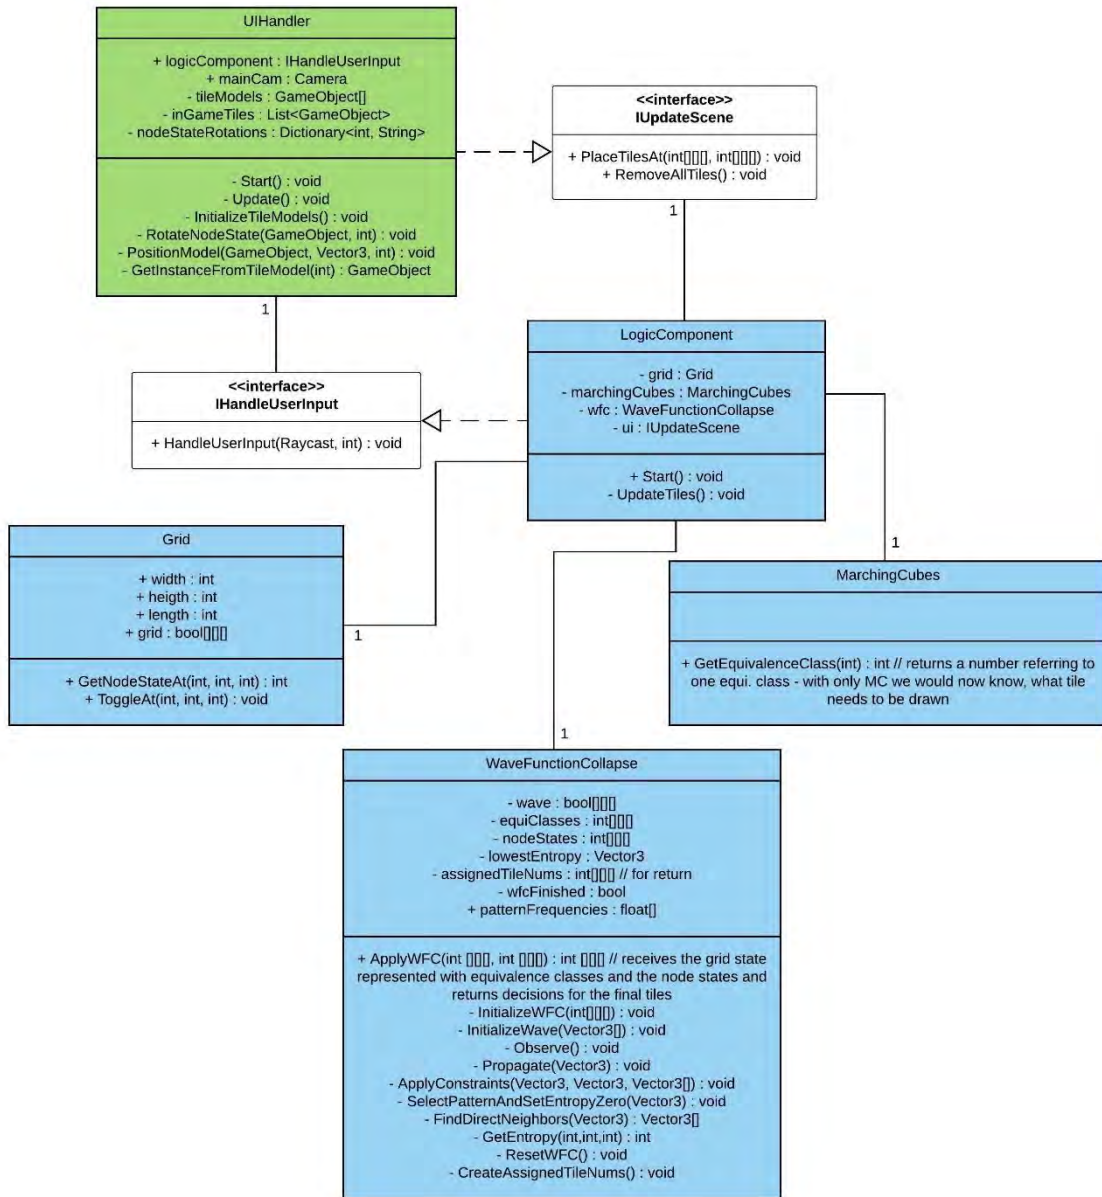 UIHandler
+ logicComponent : IHandleUserInput
+ mainCam : Camera
- tileModels : GameObject[]
- inGameTiles : List<GameObject>
- nodeStateRotations : Dictionary<int, String>
- Start() : void
- Update() : void
- InitializeTileModels() : void
- RotateNodeState(GameObject, int) : void
- PositionModel(GameObject, Vector3, int) : void
- GetInstanceFromTileModel(int) : GameObject
1
<<interface>>
IUpdateScene
+ PlaceTilesAt(int[][][], int[][][]) : void
+ RemoveAllTiles() : void
1
<<interface>>
IHandleUserInput
+ HandleUserInput(Raycast, int) : void
LogicComponent
- grid : Grid
- marchingCubes : MarchingCubes
- wfc : WaveFunctionCollapse
- ui : IUpdateScene
+ Start() : void
- UpdateTiles() : void
Grid
+ width : int
+ heigth : int
+ length : int
+ grid : bool[][][]
+ GetNodeStateAt(int, int, int) : int
+ ToggleAt(int, int, int) : void
1
1
MarchingCubes
+ GetEquivalenceClass(int) : int // returns a number referring to
one equi. class - with only MC we would now know, what tile
needs to be drawn
1
WaveFunctionCollapse
- wave : bool[][][]
- equiClasses : int[][][]
- nodeStates : int[][][]
- lowestEntropy : Vector3
- assignedTileNums : int[][][] // for return
- wfcFinished : bool
+ patternFrequencies : float[]
+ ApplyWFC(int [][][], int [][][]) : int [][][] // receives the grid state
represented with equivalence classes and the node states and
returns decisions for the final tiles
- InitializeWFC(int[][][]) : void
- InitializeWave(Vector3[]) : void
- Observe() : void
- Propagate(Vector3) : void
- ApplyConstraints(Vector3, Vector3, Vector3[]) : void
- SelectPatternAndSetEntropyZero(Vector3) : void
- FindDirectNeighbors(Vector3) : Vector3[]
- GetEntropy(int,int,int) : int
- ResetWFC() : void
- CreateAssignedTileNums() : void